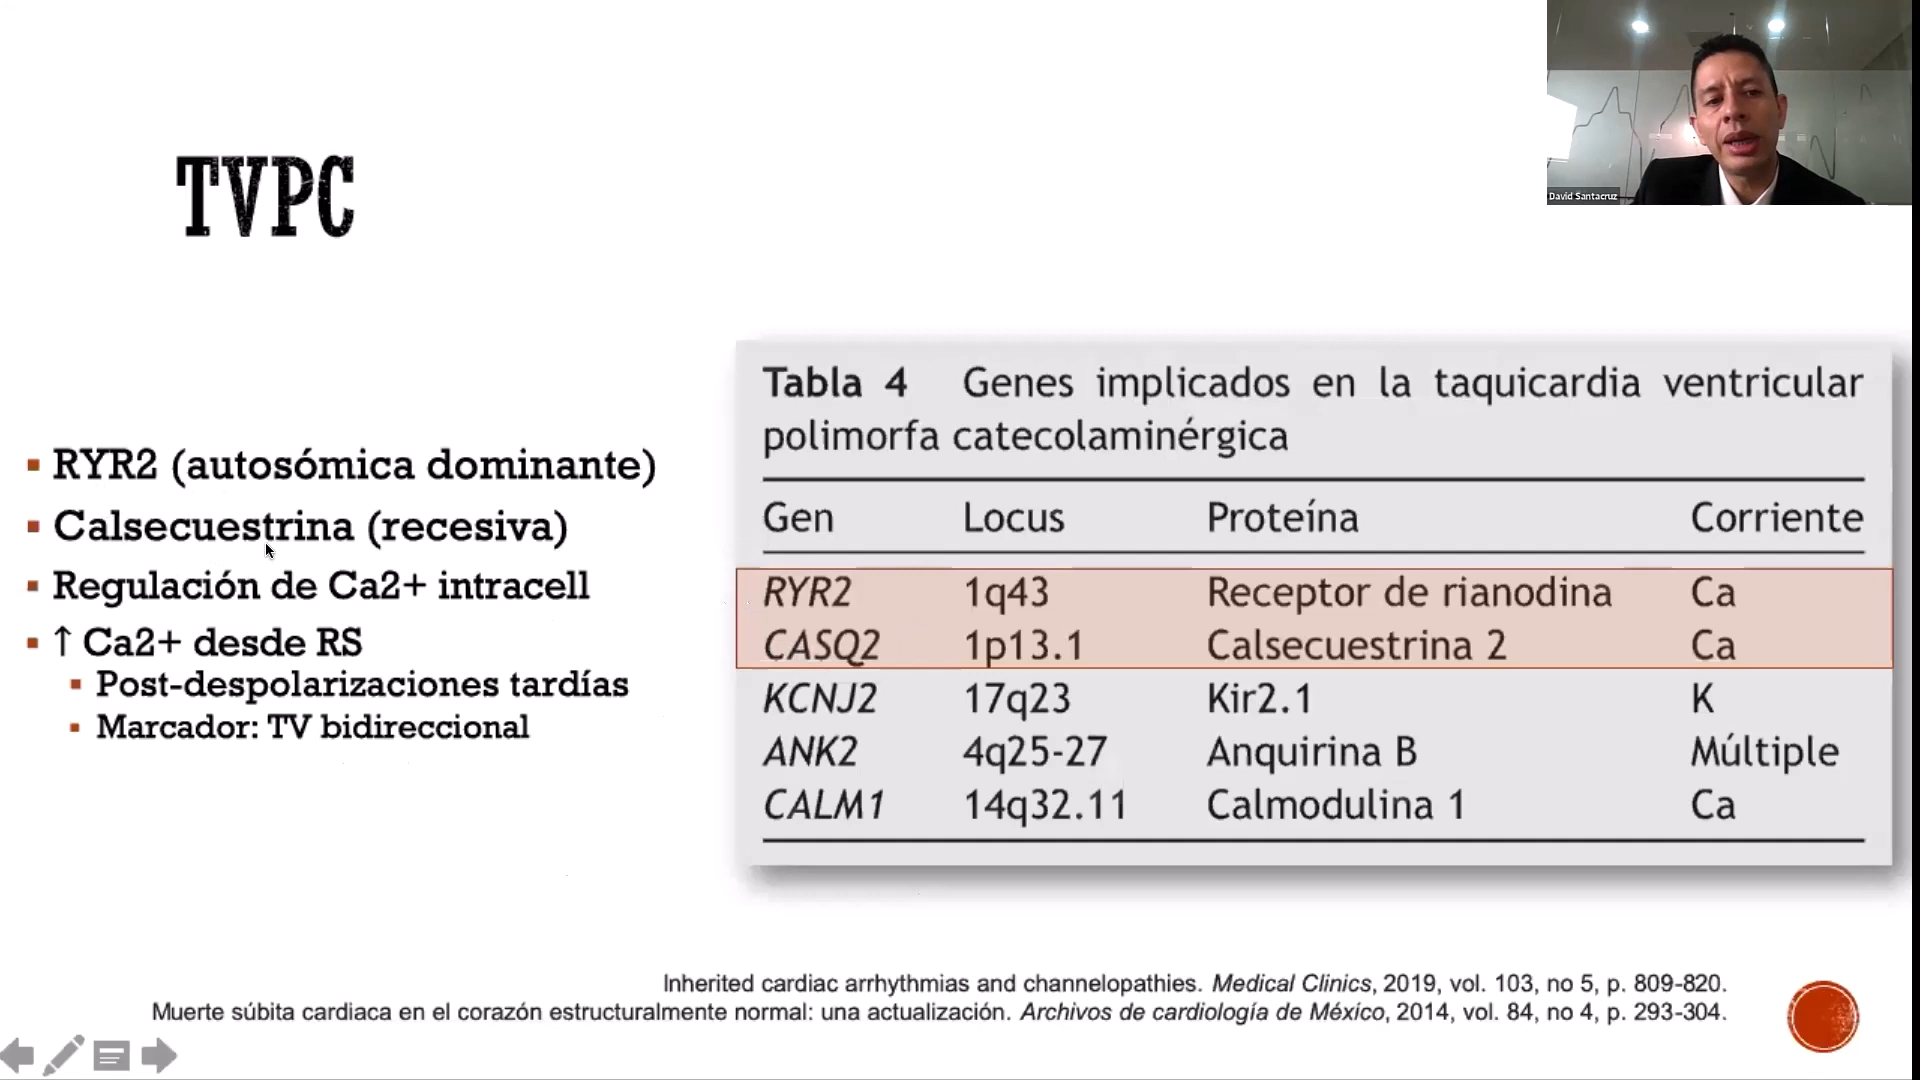 David Santacruz
TVPC
RYR2 (autosómica dominante)
Calsecuestrina (recesiva)
Regulación de Ca2+ intracell
↑ Ca2+ desde RS
Post-despolarizaciones tardías
Marcador: TV bidireccional
Tabla 4 Genes implicados en la taquicardia ventricular
polimorfa catecolaminérgica
Gen Locus Proteína Corriente
RYR2 1q43 Receptor de rianodina Ca
CASQ2 1p13.1 Calsecuestrina 2 Ca
KCNJ2 17q23 Kir2.1 K
ANK2 4q25-27 Anquirina B Múltiple
CALM1 14q32.11 Calmodulina 1 Ca
Inherited cardiac arrhythmias and channelopathies. Medical Clinics, 2019, vol. 103, no 5, p. 809-820.
Muerte súbita cardiaca en el corazón estructuralmente normal: una actualización. Archivos de cardiología de México, 2014, vol. 84, no 4, p. 293-304.